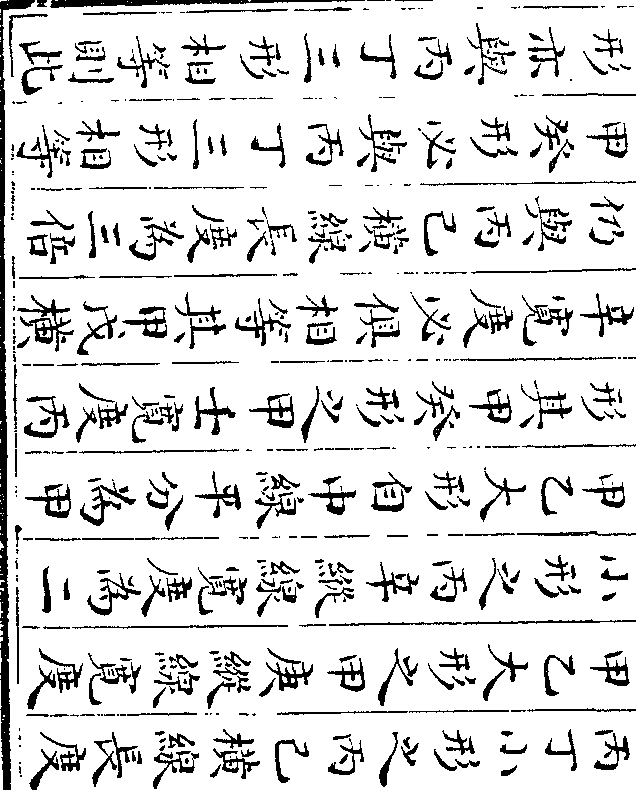 丙丁小形之丙己橫線長度
甲乙大形之甲庚縱線寬度
小形之丙辛縱線寬度為二
甲乙大形自中線平分為甲
形其甲癸形之甲壬寬度丙
辛寬度必俱相等其甲戊橫
仍與丙己橫線長度為三倍
甲癸形必與丙丁三形相等
形亦與丙丁三形相等則此